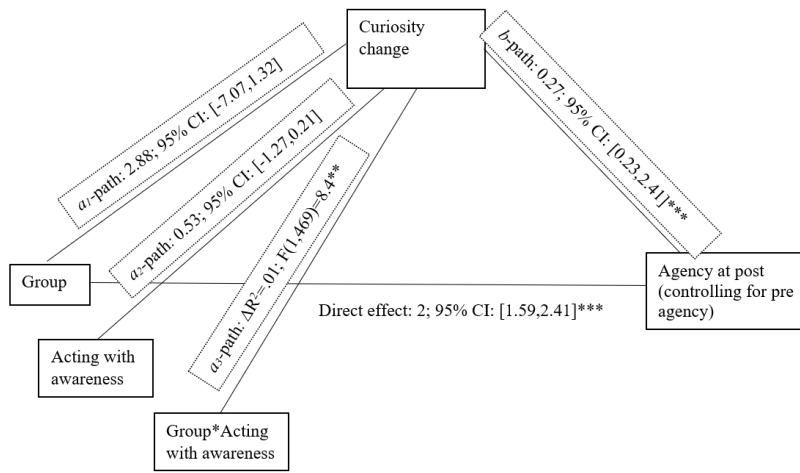 Curiosity
change
a1-path: 2.88; 95% CI: [-7.07,1.32]
a2-path: 0.53; 95% CI: [-1.27,0.21]
a3-path: ΔR²=.01; F(1,469)=8.4**
b-path: 0.27; 95% CI: [0.23,2.41]]***
Group
Agency at post
(controlling for pre
agency)
Direct effect: 2; 95% CI: [1.59,2.41]***
Acting with
awareness
Group*Acting
with awareness